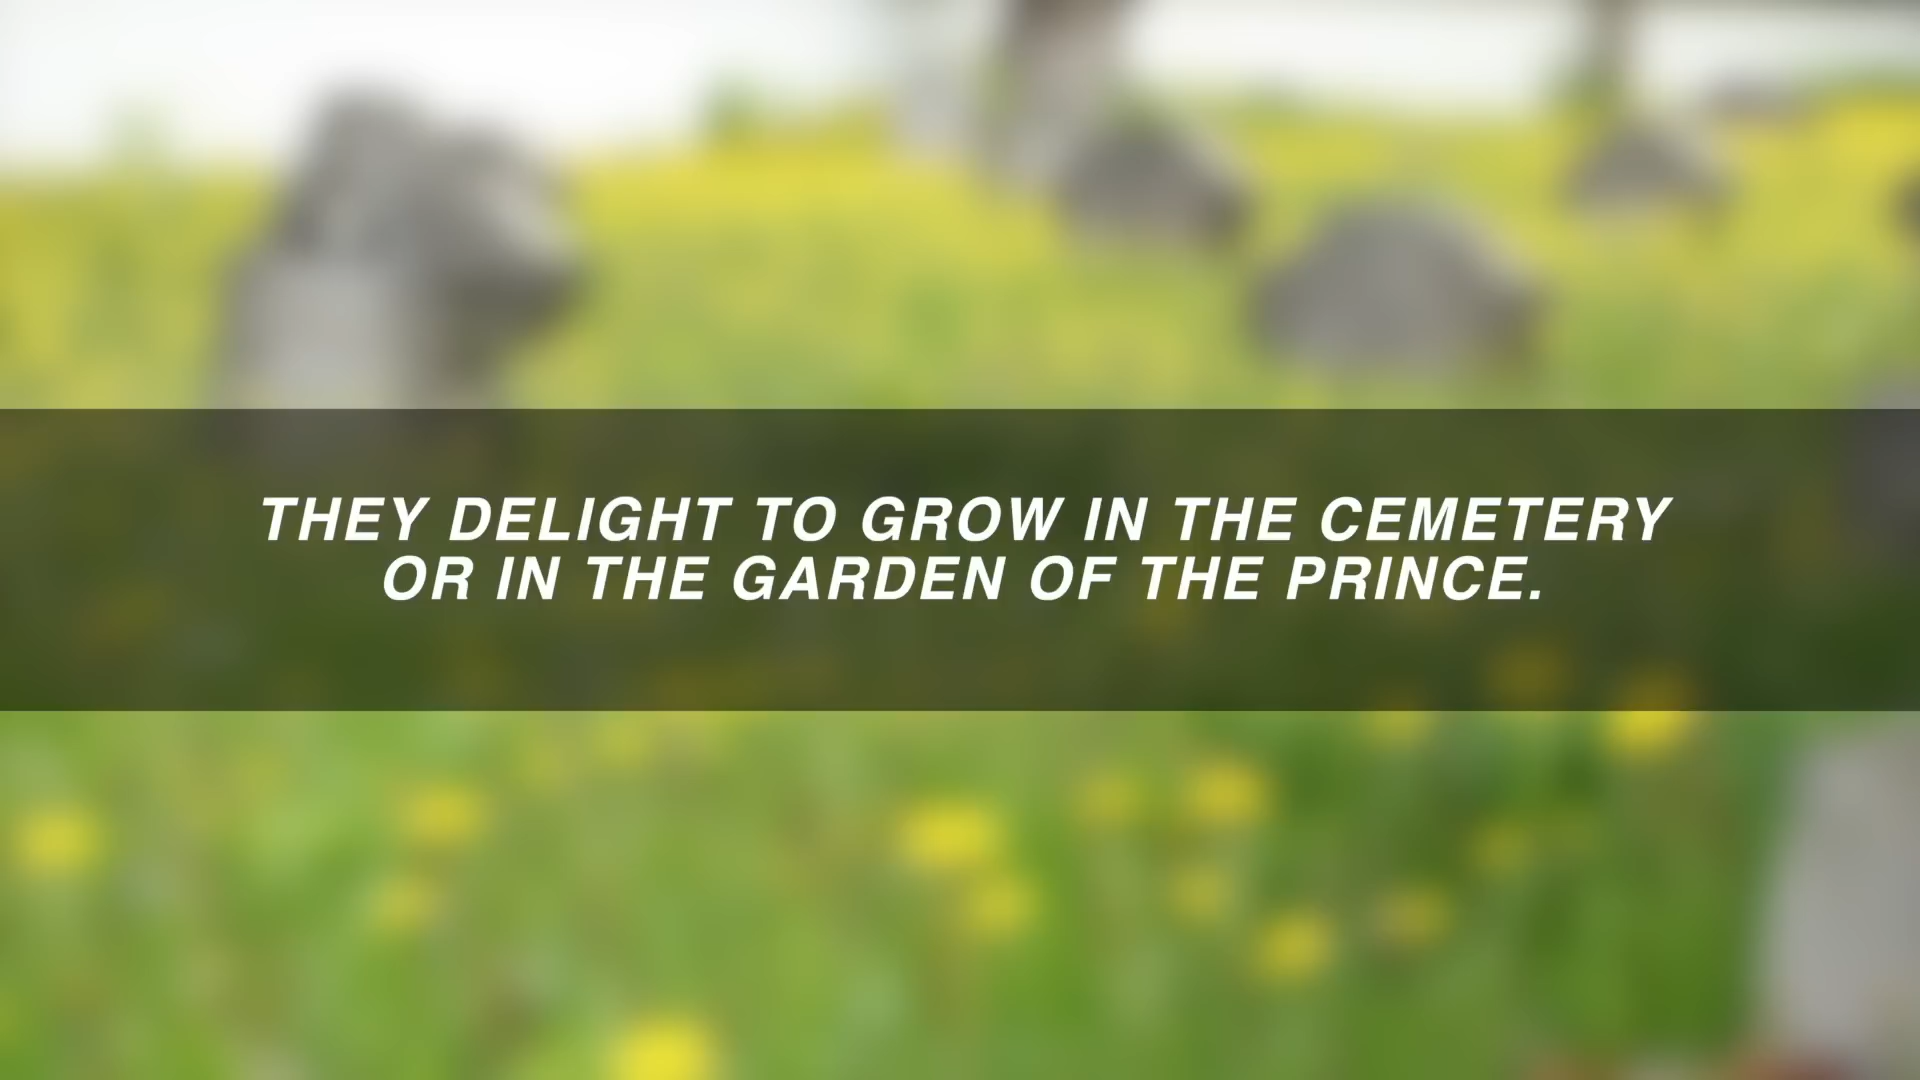 THEY DELIGHT TO GROW IN THE CEMETERY
OR IN THE GARDEN OF THE PRINCE.